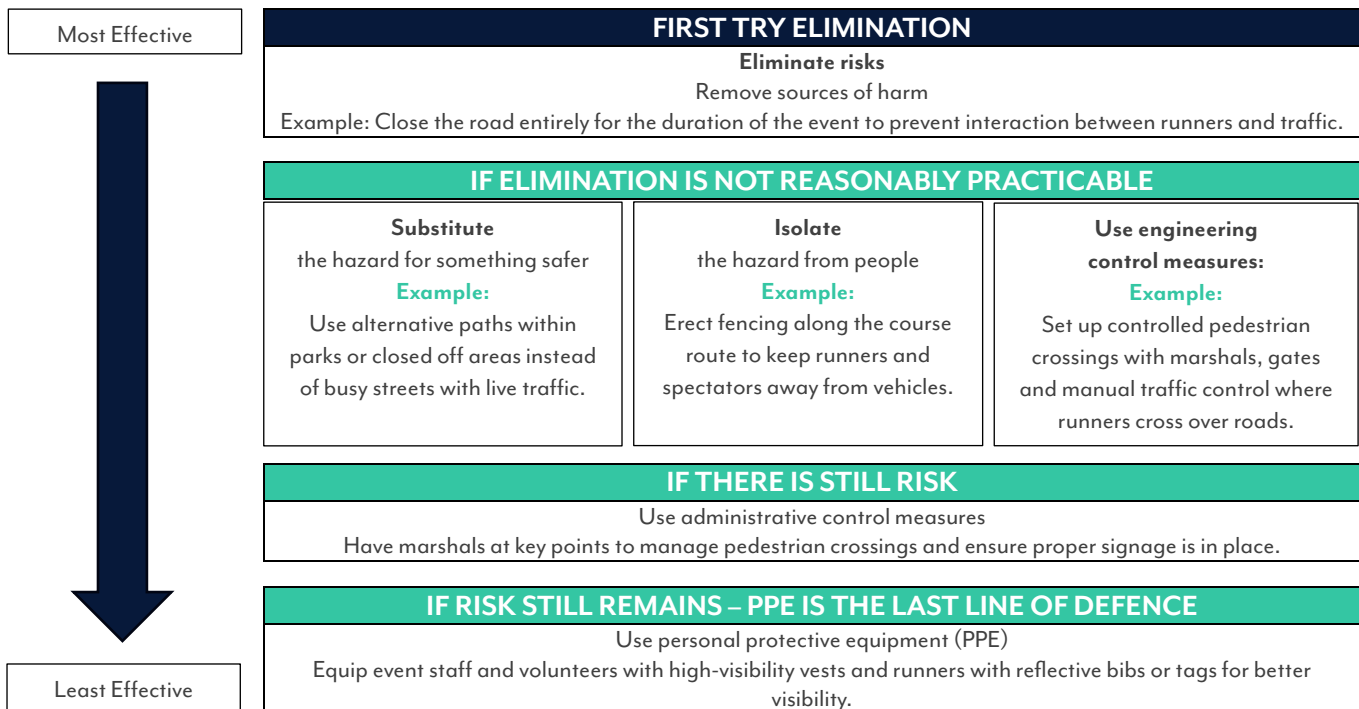 Most Effective
FIRST TRY ELIMINATION
Eliminate risks
Remove sources of harm
Example: Close the road entirely for the duration of the event to prevent interaction between runners and traffic.
IF ELIMINATION IS NOT REASONABLY PRACTICABLE
Substitute
the hazard for something safer
Example:
Use alternative paths within
parks or closed off areas instead
of busy streets with live traffic.
Isolate
the hazard from people
Example:
Erect fencing along the course
route to keep runners and
spectators away from vehicles.
Use engineering
control measures:
Example:
Set up controlled pedestrian
crossings with marshals, gates
and manual traffic control where
runners cross over roads.
IF THERE IS STILL RISK
Use administrative control measures
Have marshals at key points to manage pedestrian crossings and ensure proper signage is in place.
IF RISK STILL REMAINS – PPE IS THE LAST LINE OF DEFENCE
Use personal protective equipment (PPE)
Equip event staff and volunteers with high-visibility vests and runners with reflective bibs or tags for better
visibility.
Least Effective